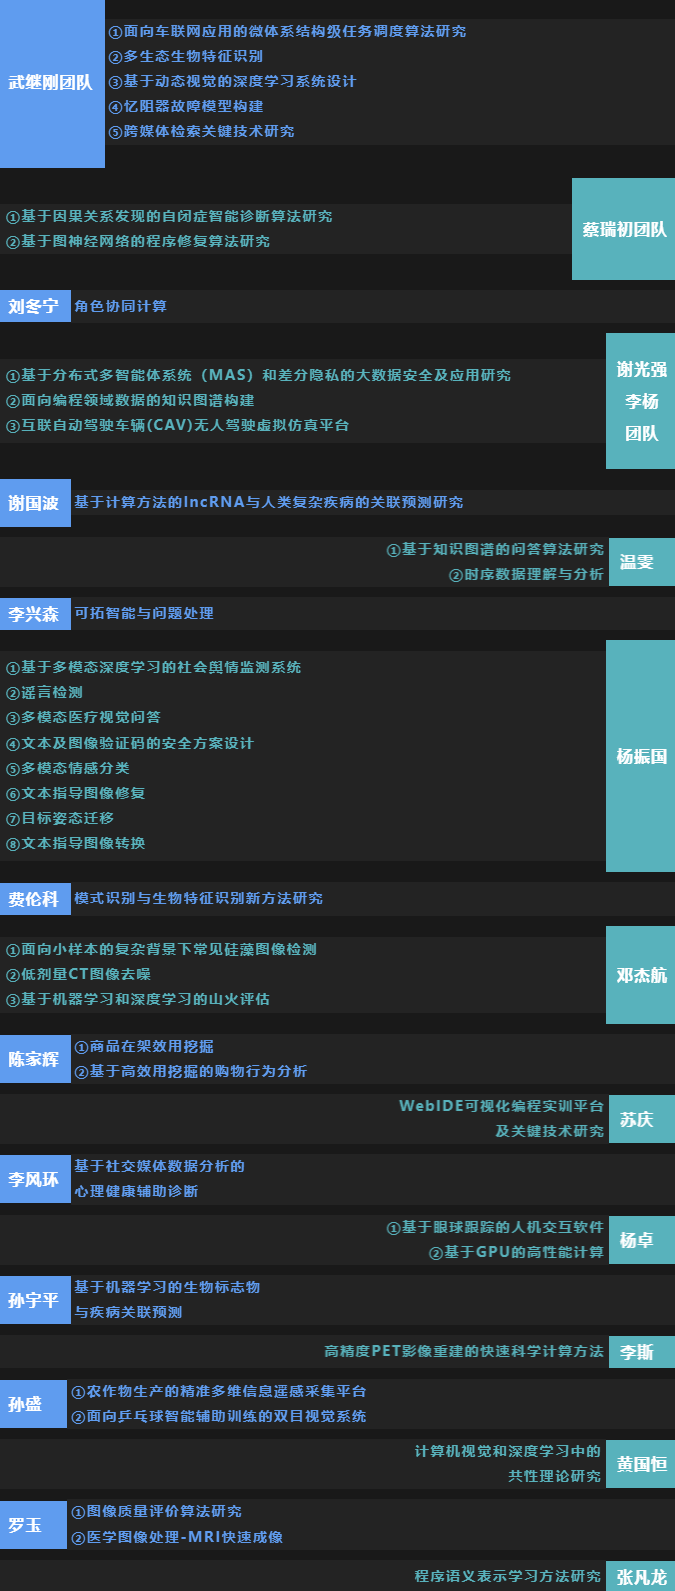 武继刚团队
①面向车联网应用的微体系结构级任务调度算法研究
②多生态生物特征识别
③基于动态视觉的深度学习系统设计
④忆阻器故障模型构建
⑤跨媒体检索关键技术研究
①基于因果关系发现的自闭症智能诊断算法研究
②基于图神经网络的程序修复算法研究
蔡瑞初团队
刘冬宁
角色协同计算
①基于分布式多智能体系统（MAS）和差分隐私的大数据安全及应用研究
②面向编程领域数据的知识图谱构建
③互联自动驾驶车辆(CAV)无人驾驶虚拟仿真平台
谢光强
李杨
团队
谢国波
基于计算方法的lncRNA与人类复杂疾病的关联预测研究
①基于知识图谱的问答算法研究
②时序数据理解与分析
温雯
李兴森
可拓智能与问题处理
①基于多模态深度学习的社会舆情监测系统
②谣言检测
③多模态医疗视觉问答
④文本及图像验证码的安全方案设计
⑤多模态情感分类
⑥文本指导图像修复
⑦目标姿态迁移
⑧文本指导图像转换
杨振国
费伦科
模式识别与生物特征识别新方法研究
①面向小样本的复杂背景下常见硅藻图像检测
②低剂量CT图像去噪
③基于机器学习和深度学习的山火评估
邓杰航
陈家辉
①商品在架效用挖掘
②基于高效用挖掘的购物行为分析
WebIDE可视化编程实训平台
及关键技术研究
苏庆
李风环
基于社交媒体数据分析的
心理健康辅助诊断
①基于眼球跟踪的人机交互软件
②基于GPU的高性能计算
杨卓
孙宇平
基于机器学习的生物标志物
与疾病关联预测
高精度PET影像重建的快速科学计算方法
李斯
孙盛
①农作物生产的精准多维信息遥感采集平台
②面向乒乓球智能辅助训练的双目视觉系统
计算机视觉和深度学习中的
共性理论研究
黄国恒
罗玉
①图像质量评价算法研究
②医学图像处理-MRI快速成像
程序语义表示学习方法研究
张凡龙